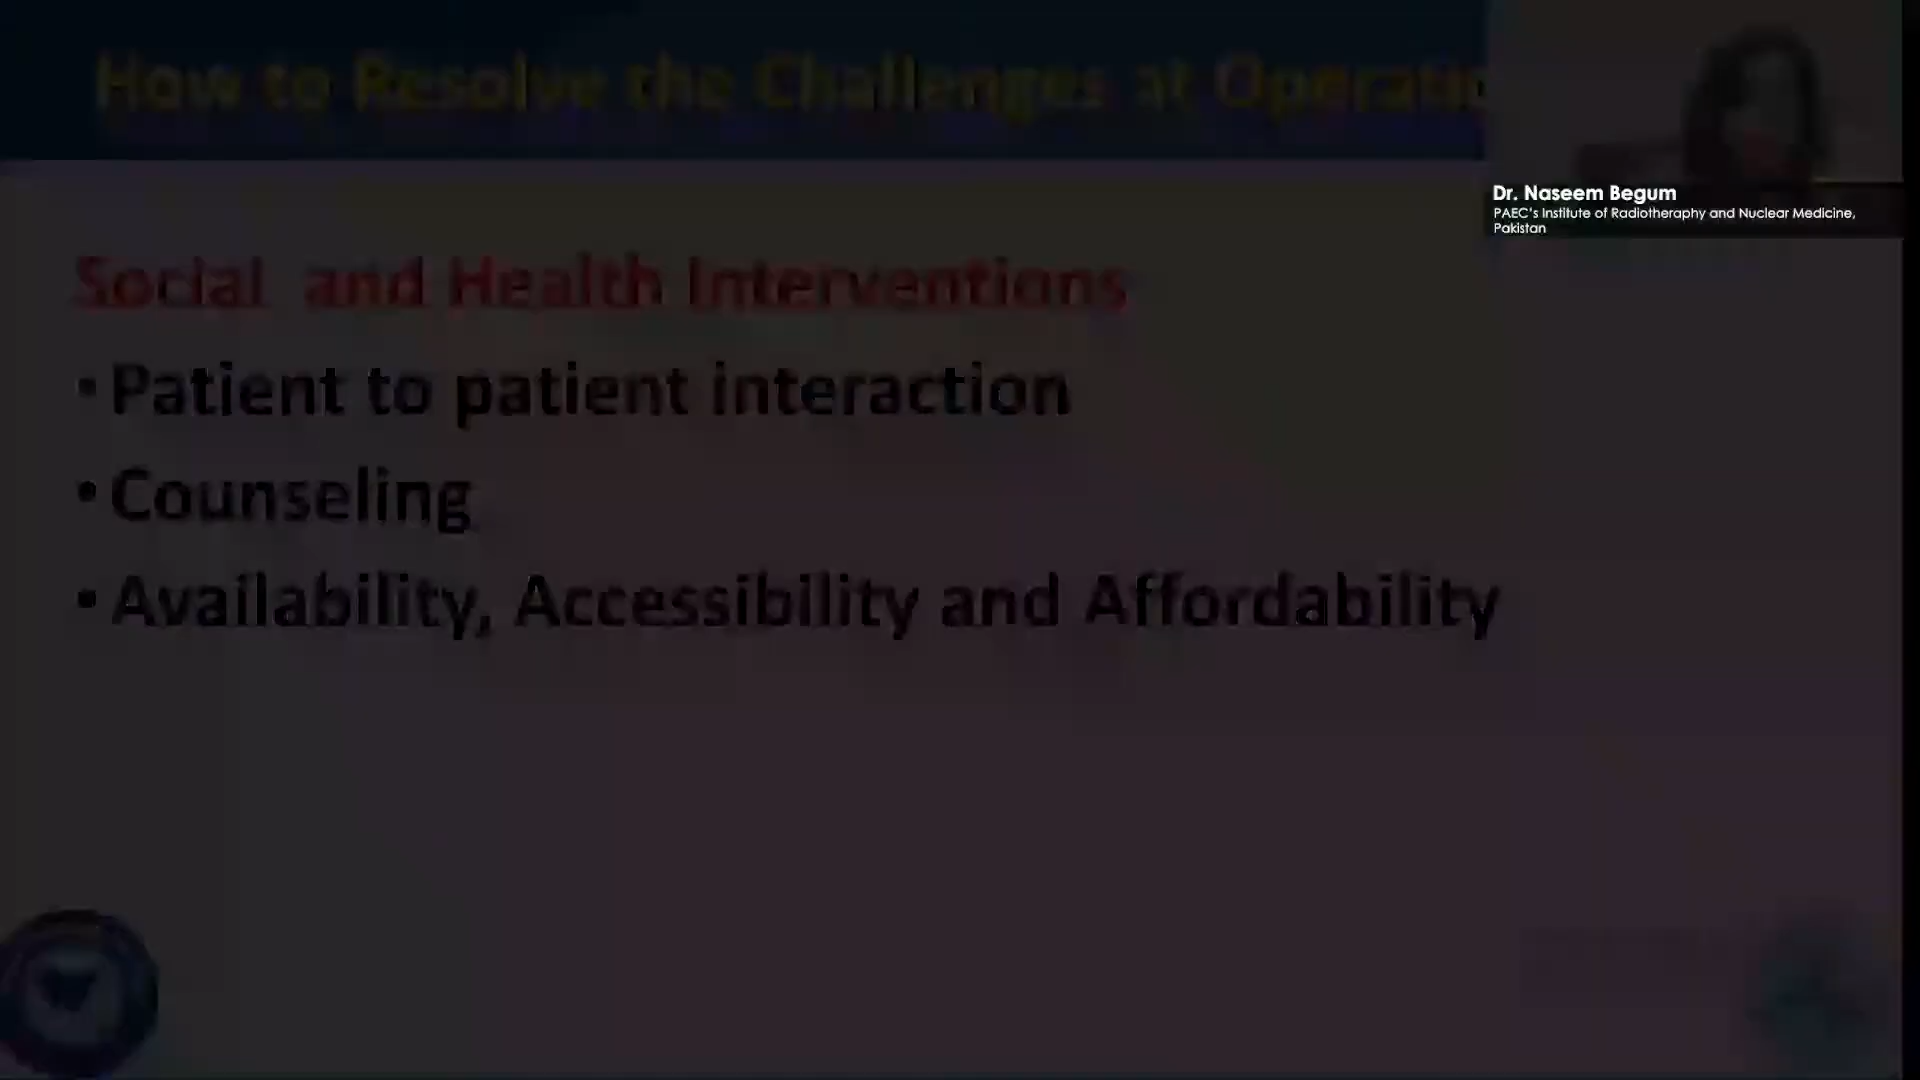 How to Resolve the Challenges at Operatio
Dr. Naseem Begum
PAEC's Institute of Radiotheraphy and Nuclear Medicine,
Pakistan
Social and Health Interventions
• Patient to patient interaction
• Counseling
• Availability, Accessibility and Affordability